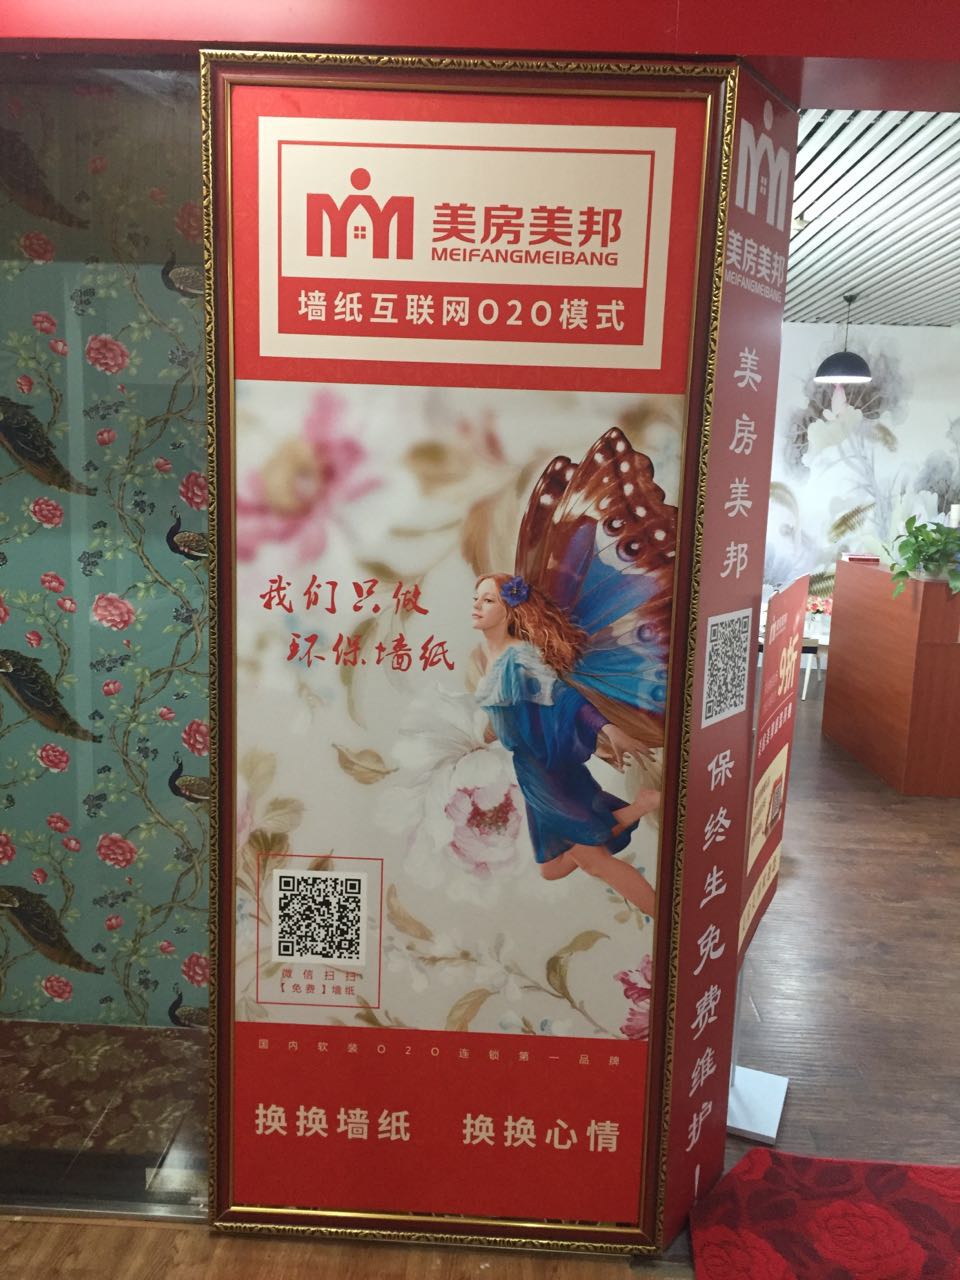 美房美邦
MEIFANGMEIBANG
墙纸互联网O2O模式
我们只做
环保墙纸
微信扫扫
【免费】墙纸
国内软装O2O连锁第一品牌
换换墙纸 换换心情
美房美邦
MEIFANGMEIBANG
美房美邦
保终生免费维护!
9折